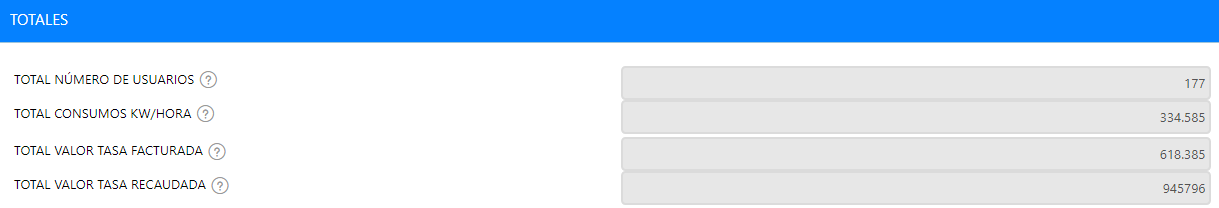 TOTALES
TOTAL NÚMERO DE USUARIOS ? 177
TOTAL CONSUMOS KW/HORA ? 334.585
TOTAL VALOR TASA FACTURADA ? 618.385
TOTAL VALOR TASA RECAUDADA ? 945796